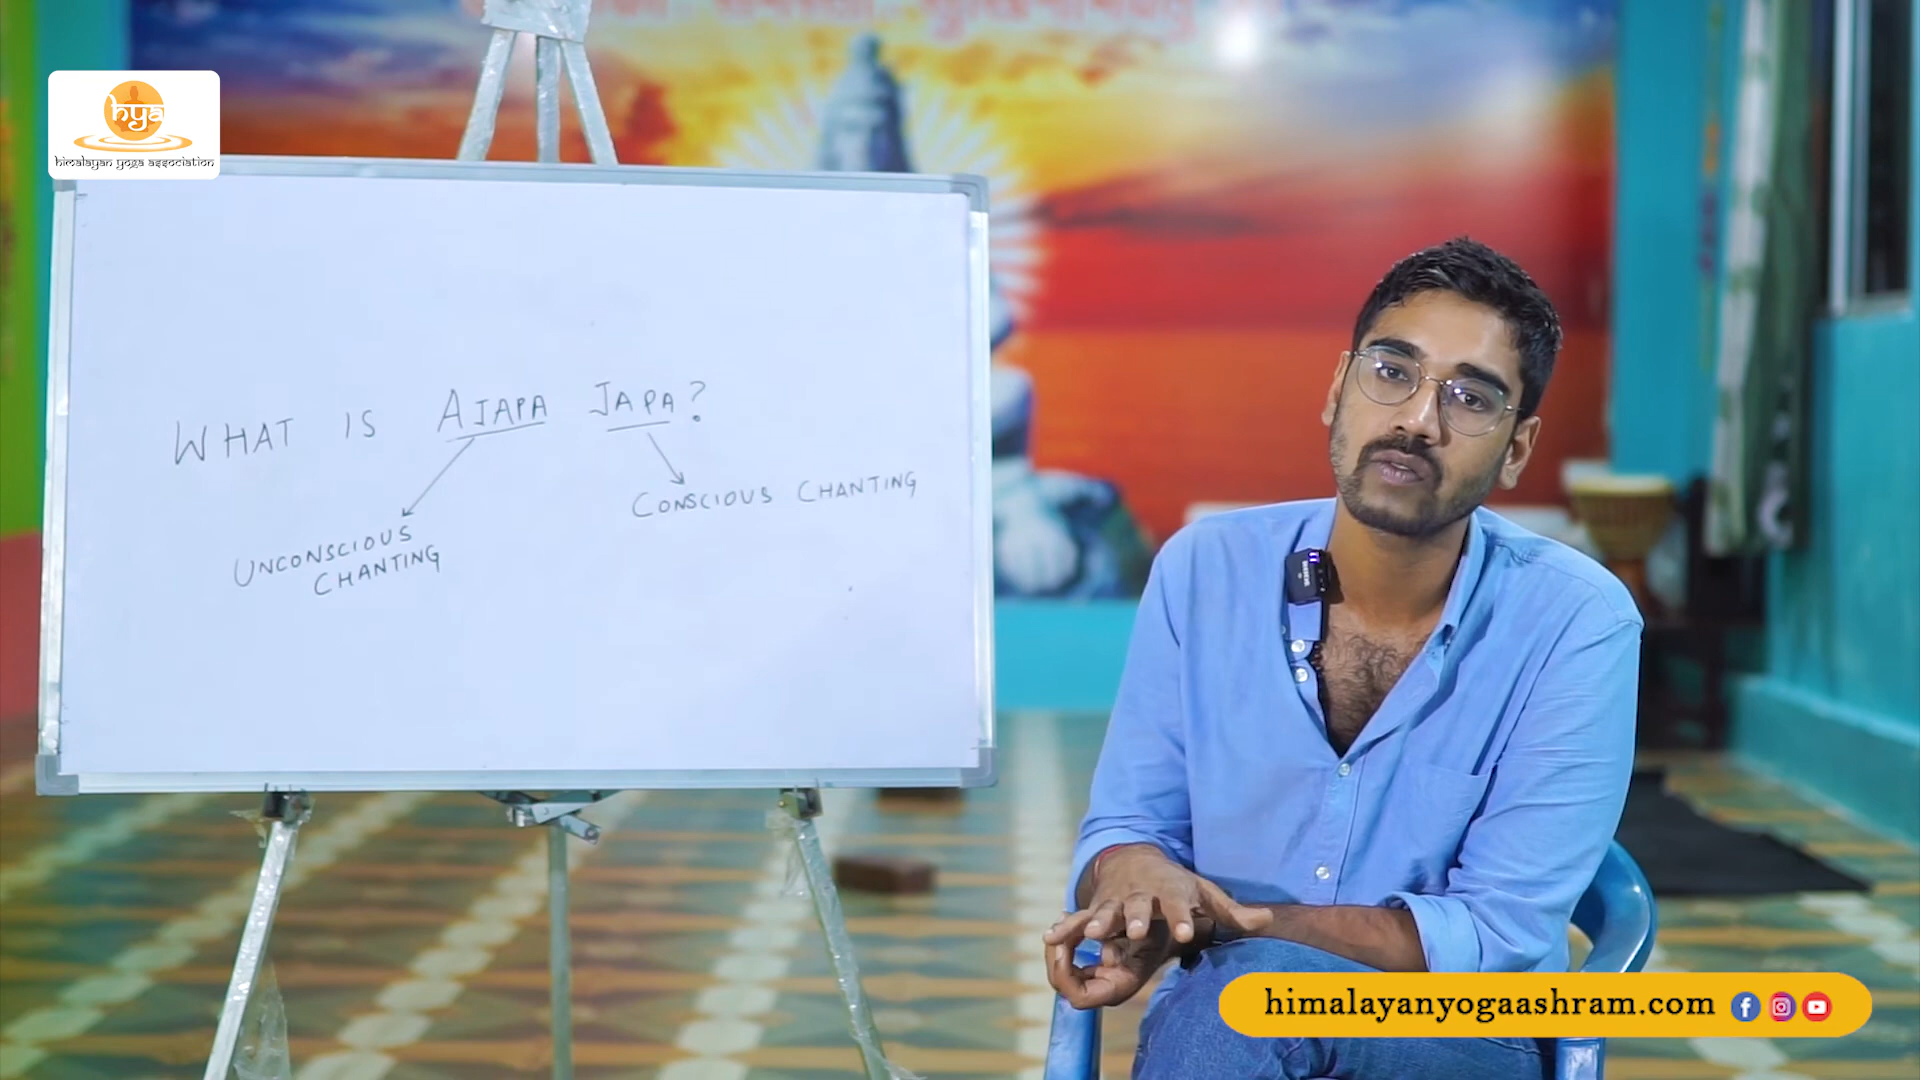 hya
himalayan yoga association
WHAT IS AJAPA JAPA?
CONSCIOUS CHANTING
UNCONSCIOUS
CHANTING
himalayanyogaashram.com